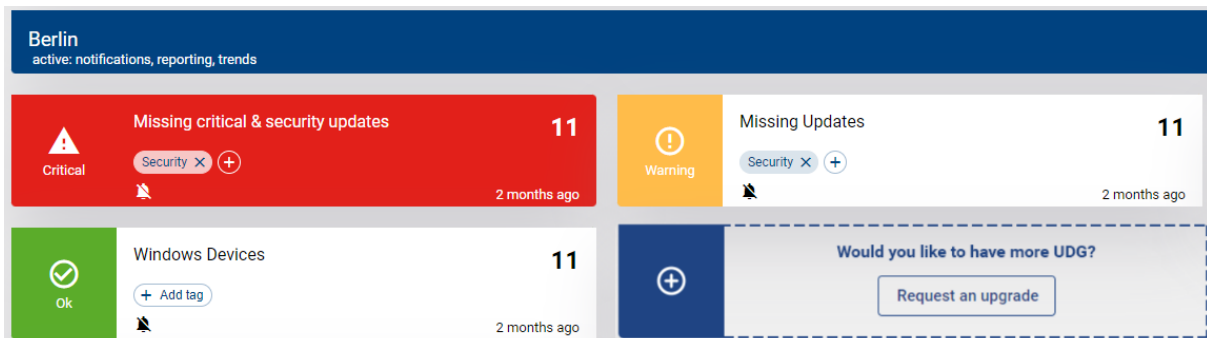 Berlin
active: notifications, reporting, trends
Missing critical & security updates
11
Critical
Security
2 months ago
Missing Updates
11
Warning
Security
2 months ago
Windows Devices
11
Ok
+ Add tag
2 months ago
Would you like to have more UDG?
Request an upgrade